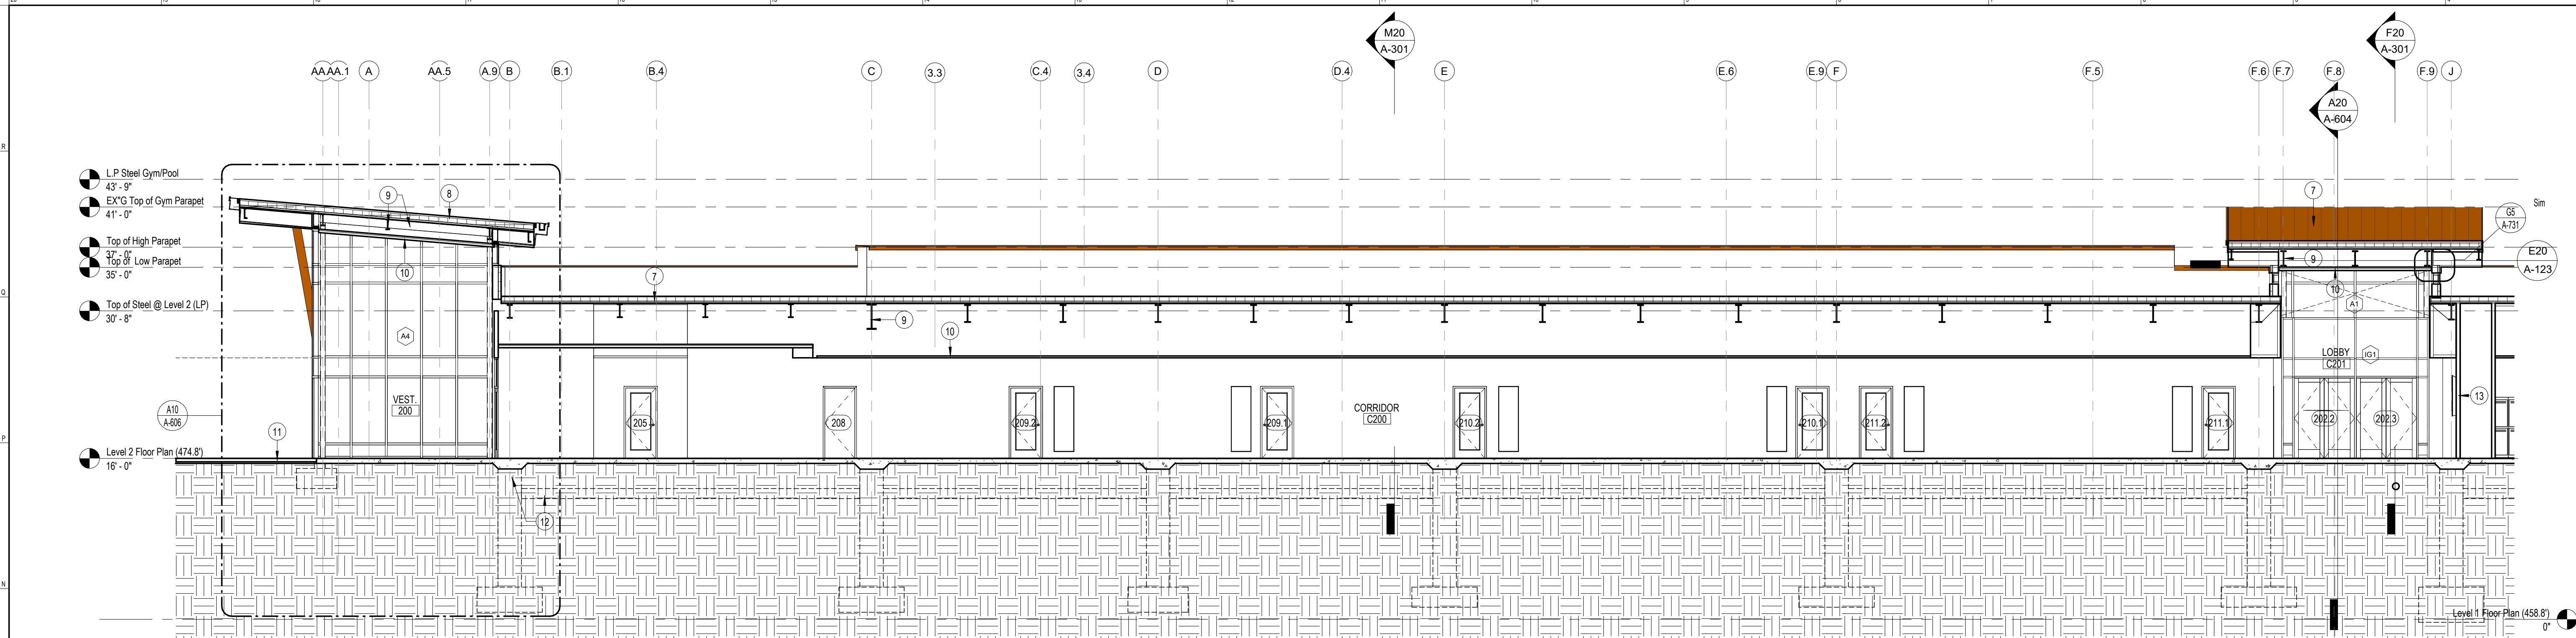 M20
A-301
F20
A-301
AA
AA.1
A
AA.5
A.9
B
B.1
B.4
C
3.3
C.4
3.4
D
D.4
E
E.6
E.9
F
F.5
F.6
F.7
F.8
F.9
J
A20
A-604
R
L.P Steel Gym/Pool
43' - 9"
EX"G Top of Gym Parapet
41' - 0"
9
8
7
Sim
G5
A-731
Top of High Parapet
37' - 0"
Top of Low Parapet
35' - 0"
10
7
9
E20
A-123
Q
Top of Steel @ Level 2 (LP)
30' - 8"
9
10
10
A1
A4
LOBBY
C201
IG1
VEST.
200
CORRIDOR
C200
13
A10
A-606
11
205
208
209.2
209.1
210.2
210.1
211.2
211.1
202.2
202.3
P
Level 2 Floor Plan (474.8')
16' - 0"
12
N
Level 1 Floor Plan (458.8')
0"